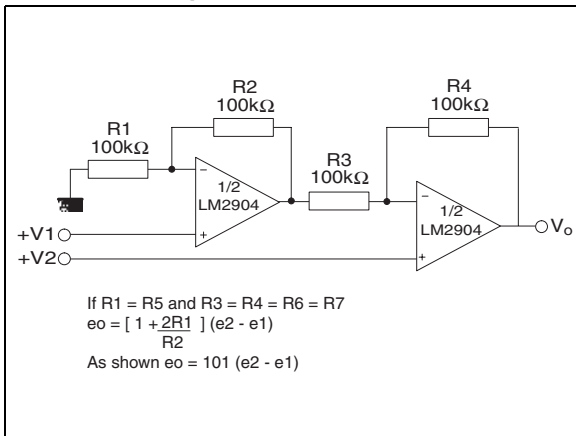 R2
100kΩ
R4
100kΩ
R1
100kΩ
R3
100kΩ
−
1/2
LM2904
+
−
1/2
LM2904
+
Vo
+V1
+V2
If R1 = R5 and R3 = R4 = R6 = R7
eo = [ 1 + 2R1/R2 ] (e2 - e1)
As shown eo = 101 (e2 - e1)